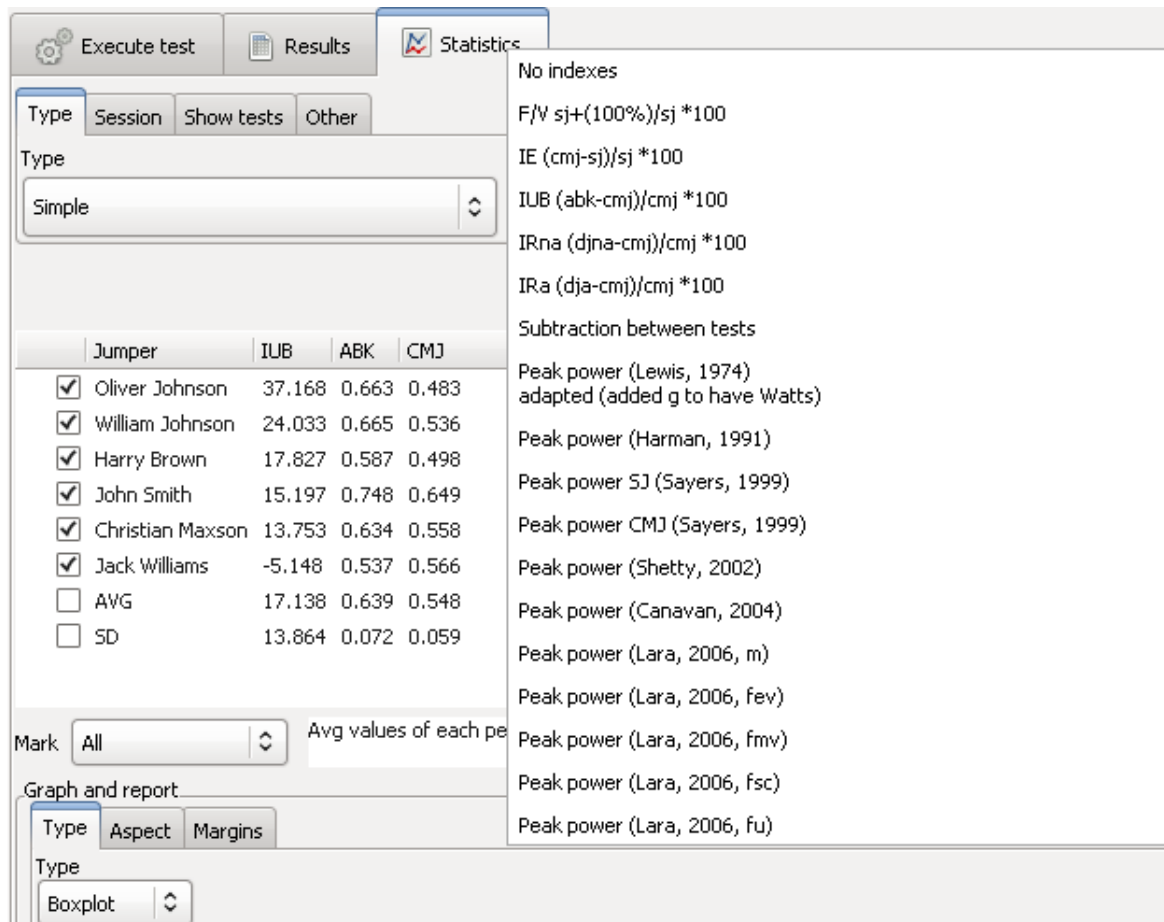 Execute test Results Statistics
Type Session Show tests Other
Type
Simple
Jumper IUB ABK CMJ
Oliver Johnson 37.168 0.663 0.483
William Johnson 24.033 0.665 0.536
Harry Brown 17.827 0.587 0.498
John Smith 15.197 0.748 0.649
Christian Maxson 13.753 0.634 0.558
Jack Williams -5.148 0.537 0.566
AVG 17.138 0.639 0.548
SD 13.864 0.072 0.059
Mark All Avg values of each pe
Graph and report
Type Aspect Margins
Type
Boxplot
No indexes
F/V sj+(100%)/sj *100
IE (cmj-sj)/sj *100
IUB (abk-cmj)/cmj *100
IRna (djna-cmj)/cmj *100
IRa (dja-cmj)/cmj *100
Subtraction between tests
Peak power (Lewis, 1974)
adapted (added g to have Watts)
Peak power (Harman, 1991)
Peak power SJ (Sayers, 1999)
Peak power CMJ (Sayers, 1999)
Peak power (Shetty, 2002)
Peak power (Canavan, 2004)
Peak power (Lara, 2006, m)
Peak power (Lara, 2006, fev)
Peak power (Lara, 2006, fmv)
Peak power (Lara, 2006, fsc)
Peak power (Lara, 2006, fu)